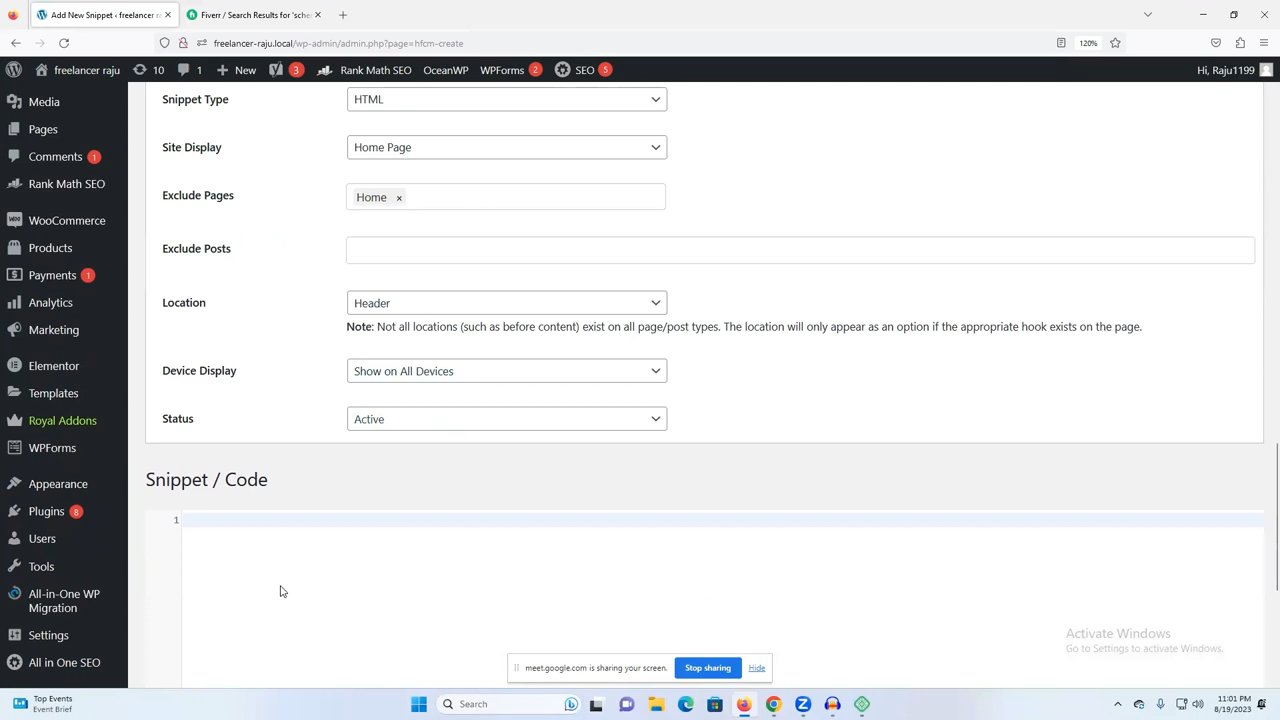 Add New Snippet ‹ freelancer ra
Fiverr / Search Results for 'sche
freelancer-raju.local/wp-admin/admin.php?page=hfcm-create
120%
freelancer raju
10
1
New
3
Rank Math SEO
OceanWP
WPForms 2
SEO 5
Hi, Raju1199
Media
Pages
Comments 1
Rank Math SEO
WooCommerce
Products
Payments 1
Analytics
Marketing
Elementor
Templates
Royal Addons
WPForms
Appearance
Plugins 8
Users
Tools
All-in-One WP
Migration
Settings
All in One SEO
Snippet Type
HTML
Site Display
Home Page
Exclude Pages
Home ×
Exclude Posts
Location
Header
Note: Not all locations (such as before content) exist on all page/post types. The location will only appear as an option if the appropriate hook exists on the page.
Device Display
Show on All Devices
Status
Active
Snippet / Code
1
Activate Windows
Go to Settings to activate Windows.
meet.google.com is sharing your screen.
Stop sharing
Hide
Top Events
Event Brief
Search
11:01 PM
8/19/2023